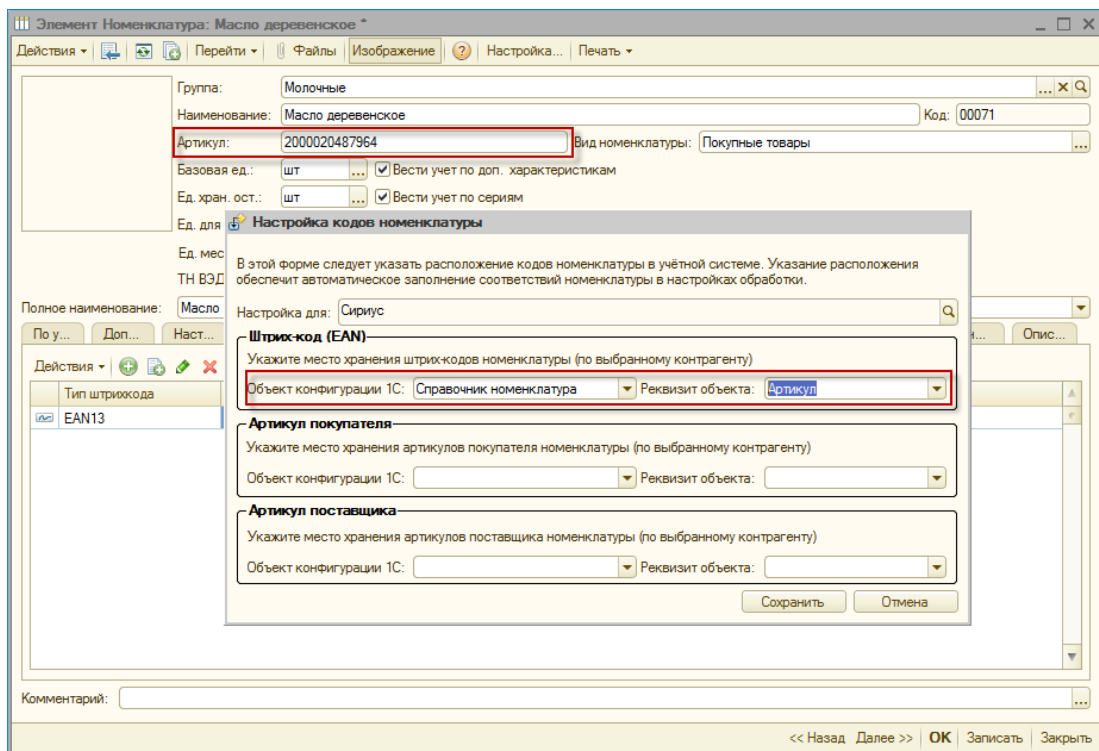 Элемент Номенклатура: Масло деревенское *
Действия Перейти Файлы Изображение Настройка... Печать
Группа: Молочные
Наименование: Масло деревенское Код: 00071
Артикул: 2000020487964 Вид номенклатуры: Покупные товары
Базовая ед.: шт Вести учет по доп. характеристикам
Ед. хран. ост.: шт Вести учет по сериям
Ед. для
Ед. мес
ТН ВЭД
Полное наименование: Масло
По у... Доп... Наст... Опис...
Действия
Тип штрихкода
EAN13
Настройка кодов номенклатуры
В этой форме следует указать расположение кодов номенклатуры в учётной системе. Указание расположения
обеспечит автоматическое заполнение соответствий номенклатуры в настройках обработки.
Настройка для: Сириус
Штрих-код (EAN)
Укажите место хранения штрих-кодов номенклатуры (по выбранному контрагенту)
Объект конфигурации 1С: Справочник номенклатура Реквизит объекта: Артикул
Артикул покупателя
Укажите место хранения артикулов покупателя номенклатуры (по выбранному контрагенту)
Объект конфигурации 1С: Реквизит объекта:
Артикул поставщика
Укажите место хранения артикулов поставщика номенклатуры (по выбранному контрагенту)
Объект конфигурации 1С: Реквизит объекта:
Сохранить Отмена
Комментарий:
<< Назад Далее >> OK Записать Закрыть